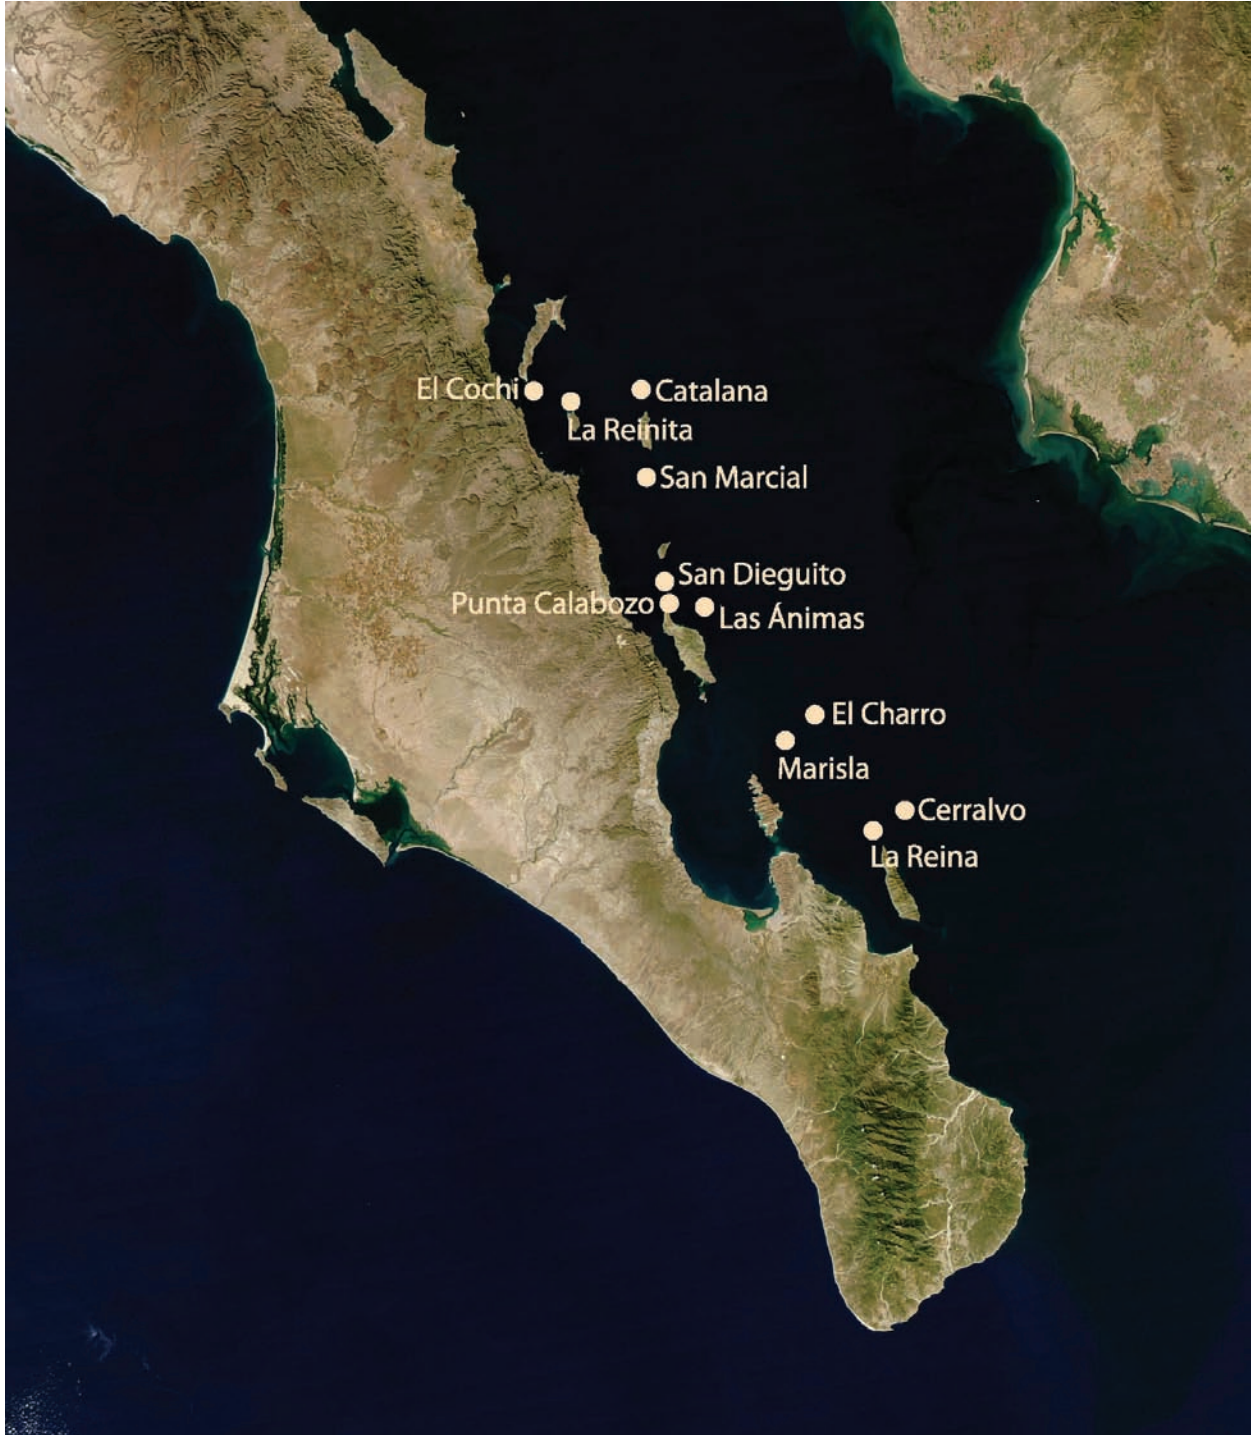 El Cochi
Catalana
La Reinita
San Marcial
San Dieguito
Punta Calabozo
Las Ánimas
El Charro
Marisla
Cerralvo
La Reina